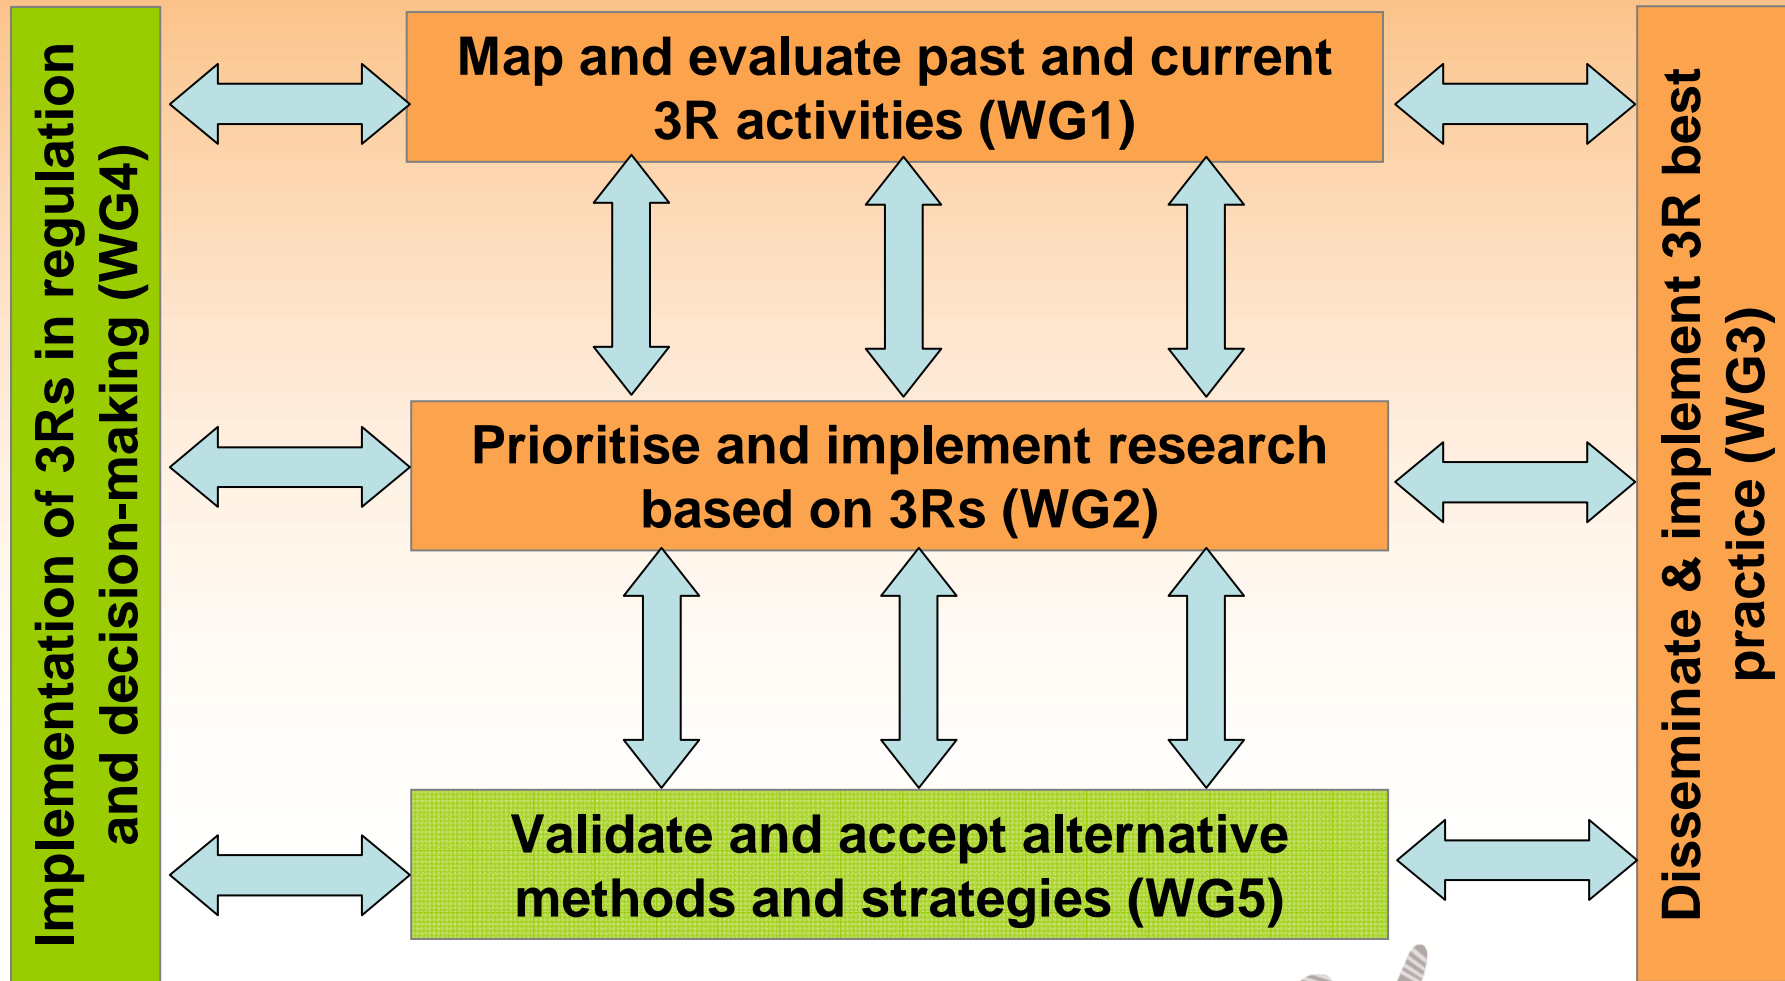 Implementation of 3Rs in regulation
and decision-making (WG4)
Map and evaluate past and current
3R activities (WG1)
Prioritise and implement research
based on 3Rs (WG2)
Validate and accept alternative
methods and strategies (WG5)
Disseminate & implement 3R best
practice (WG3)